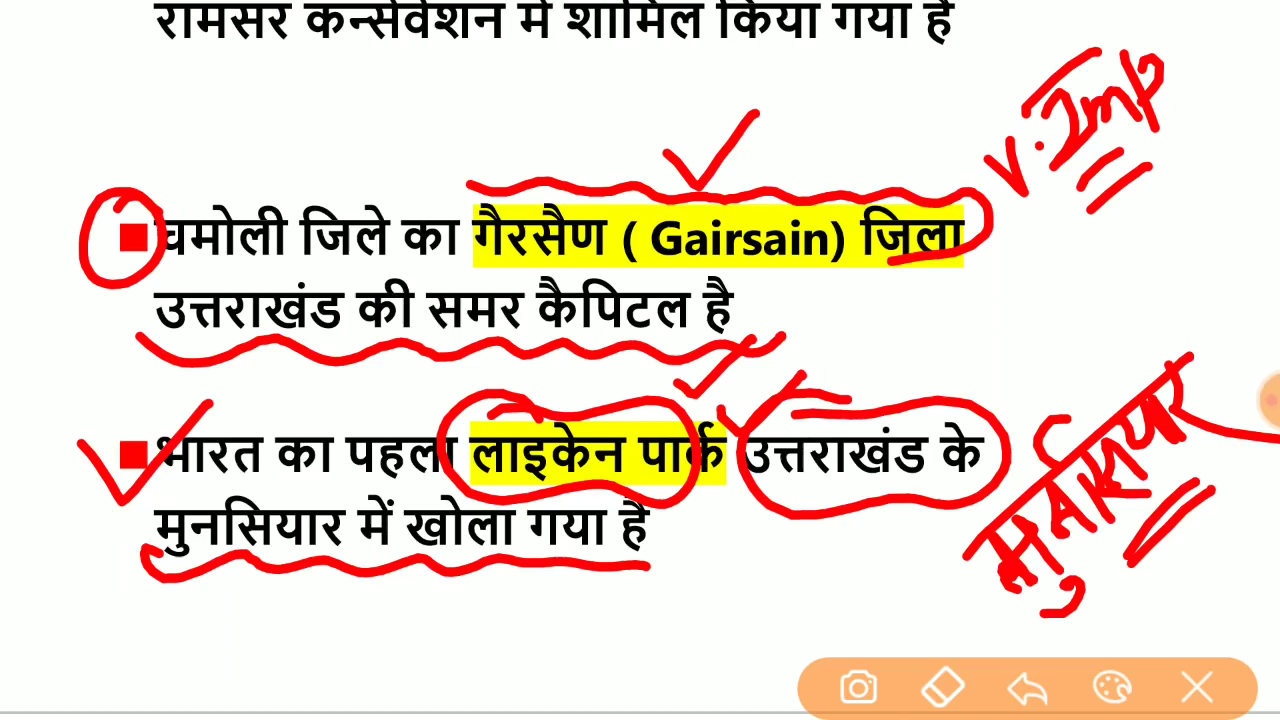 रामसर कन्सेवेशन में शामिल किया गया है
V. Imp
चमोली जिले का गैरसैण ( Gairsain) जिला
उत्तराखंड की समर कैपिटल है
भारत का पहला लाइकेन पार्क उत्तराखंड के
मुनसियार में खोला गया है